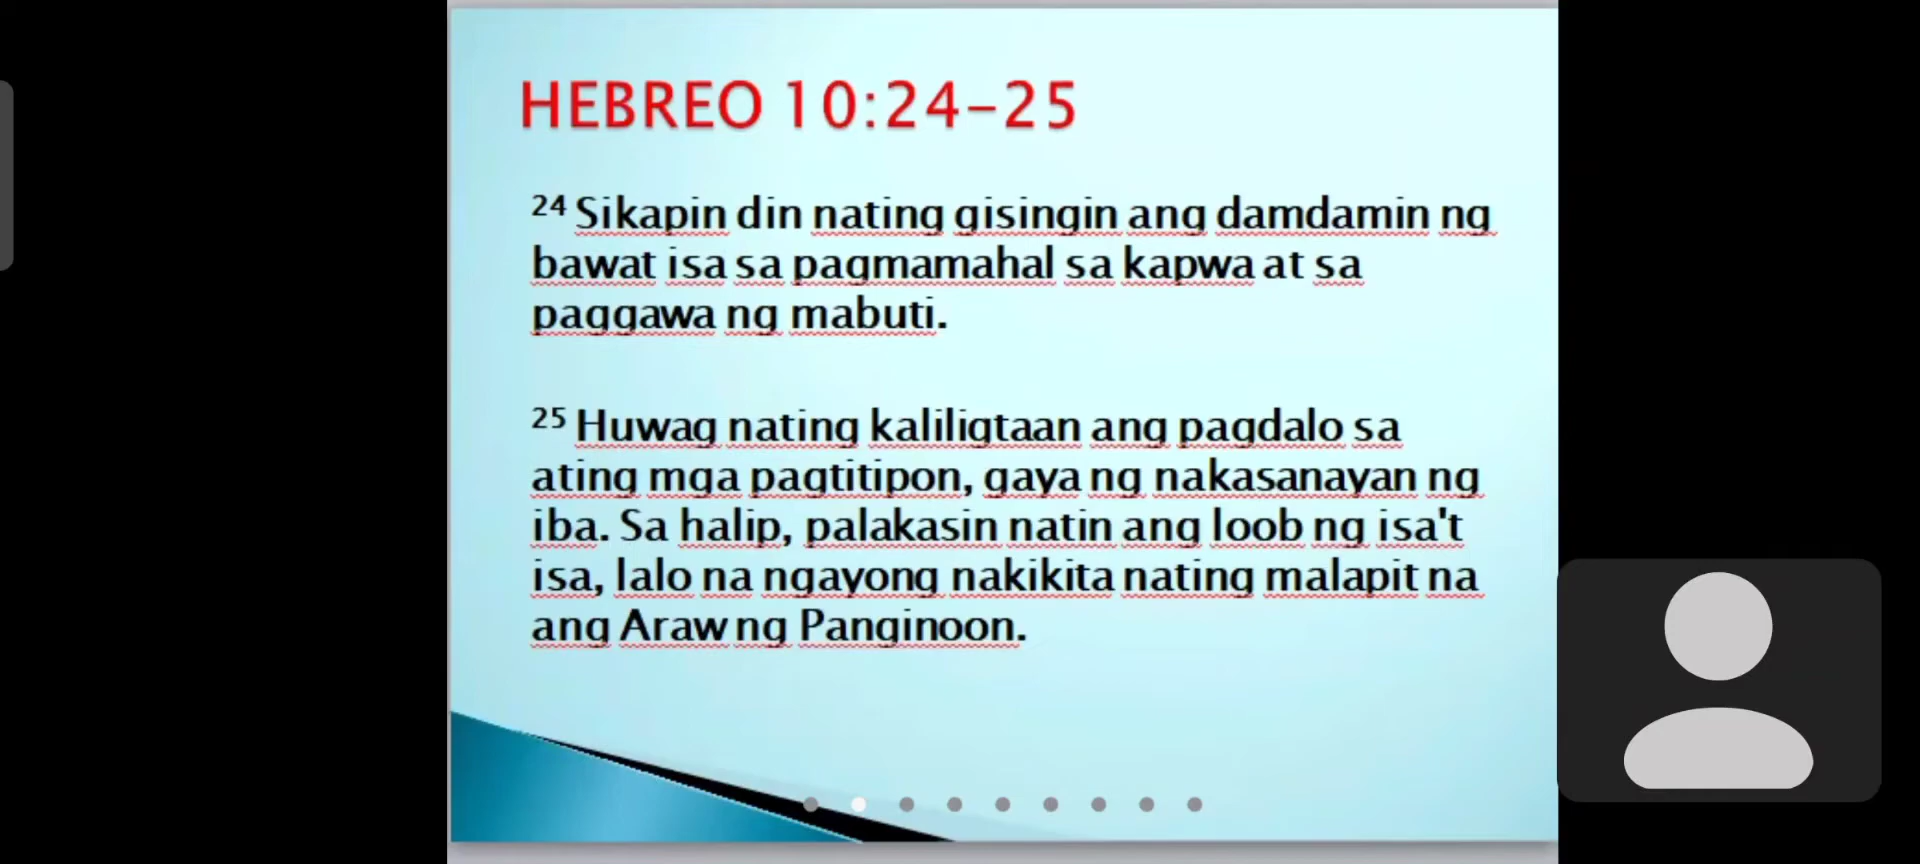 HEBREO 10:24-25
24 Sikapin din nating gisingin ang damdamin ng
bawat isa sa pagmamahal sa kapwa at sa
paggawa ng mabuti.
25 Huwag nating kaliligtaan ang pagdalo sa
ating mga pagtitipon, gaya ng nakasanayan ng
iba. Sa halip, palakasin natin ang loob ng isa't
isa, lalo na ngayong nakikita nating malapit na
ang Araw ng Panginoon.